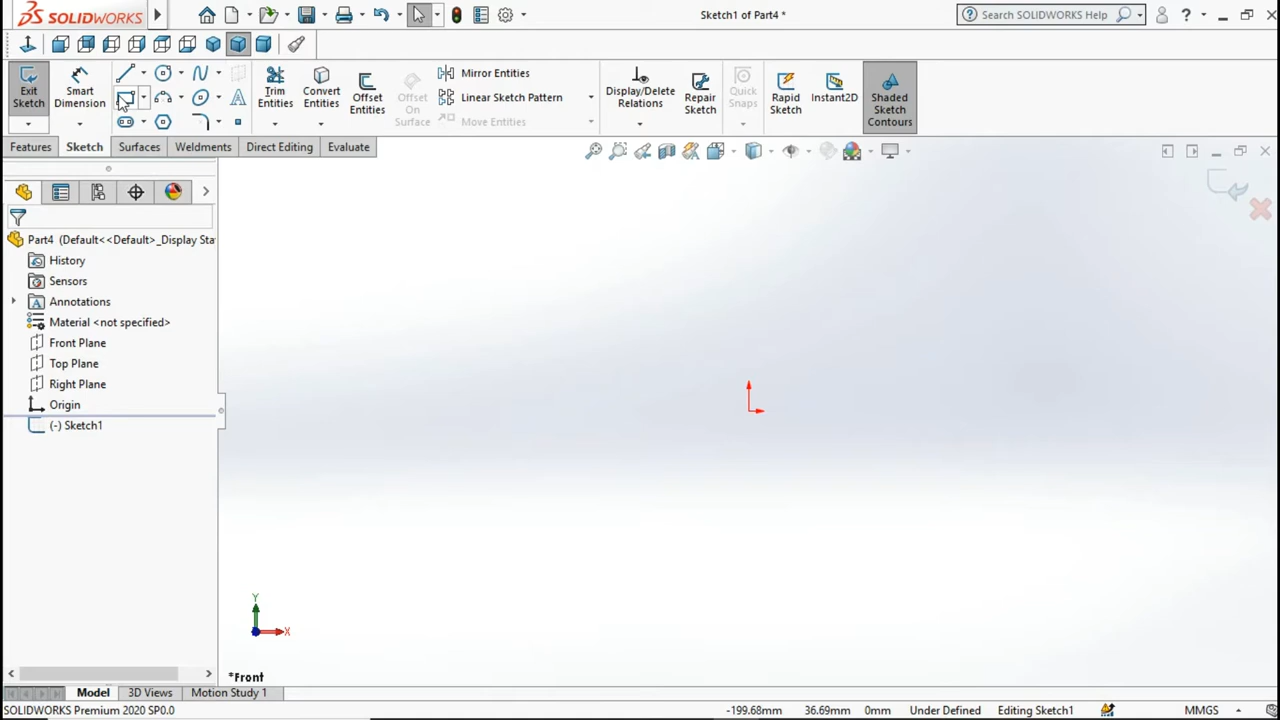 SOLIDWORKS
Sketch1 of Part4 *
Search SOLIDWORKS Help
?
Exit Sketch
Smart Dimension
Trim Entities
Convert Entities
Offset Entities
Offset On Surface
Mirror Entities
Linear Sketch Pattern
Move Entities
Display/Delete Relations
Repair Sketch
Quick Snaps
Rapid Sketch
Instant2D
Shaded Sketch Contours
Features
Sketch
Surfaces
Weldments
Direct Editing
Evaluate
Part4 (Default<<Default>_Display Sta
History
Sensors
Annotations
Material <not specified>
Front Plane
Top Plane
Right Plane
Origin
(-) Sketch1
Y
X
*Front
Model
3D Views
Motion Study 1
SOLIDWORKS Premium 2020 SP0.0
-199.68mm
36.69mm
0mm
Under Defined
Editing Sketch1
MMGS